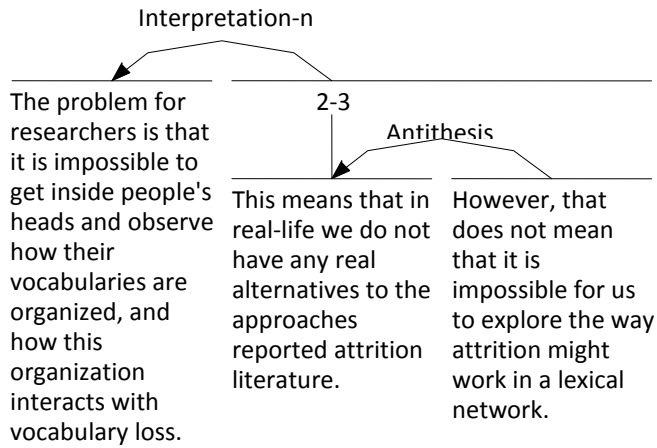 Interpretation-n
2-3
Antithesis
The problem for
researchers is that
it is impossible to
get inside people's
heads and observe
how their
vocabularies are
organized, and
how this
organization
interacts with
vocabulary loss.
This means that in
real-life we do not
have any real
alternatives to the
approaches
reported attrition
literature.
However, that
does not mean
that it is
impossible for us
to explore the way
attrition might
work in a lexical
network.